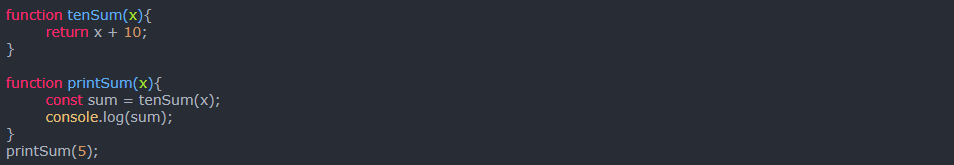 function tenSum(x){
return x + 10;
}
function printSum(x){
const sum = tenSum(x);
console.log(sum);
}
printSum(5);